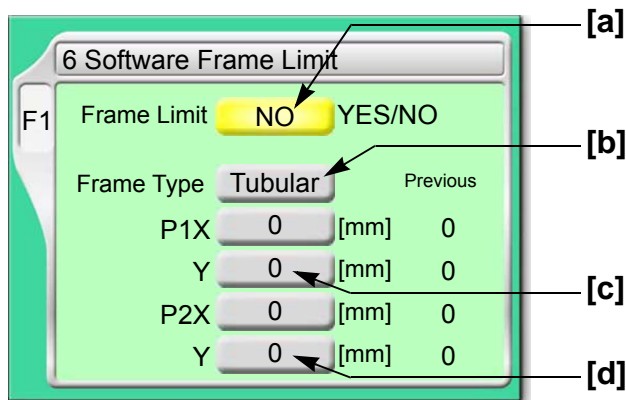 [a]
6 Software Frame Limit
F1
Frame Limit NO YES/NO
[b]
Frame Type Tubular Previous
P1X 0 [mm] 0
Y 0 [mm] 0
[c]
P2X 0 [mm] 0
Y 0 [mm] 0
[d]